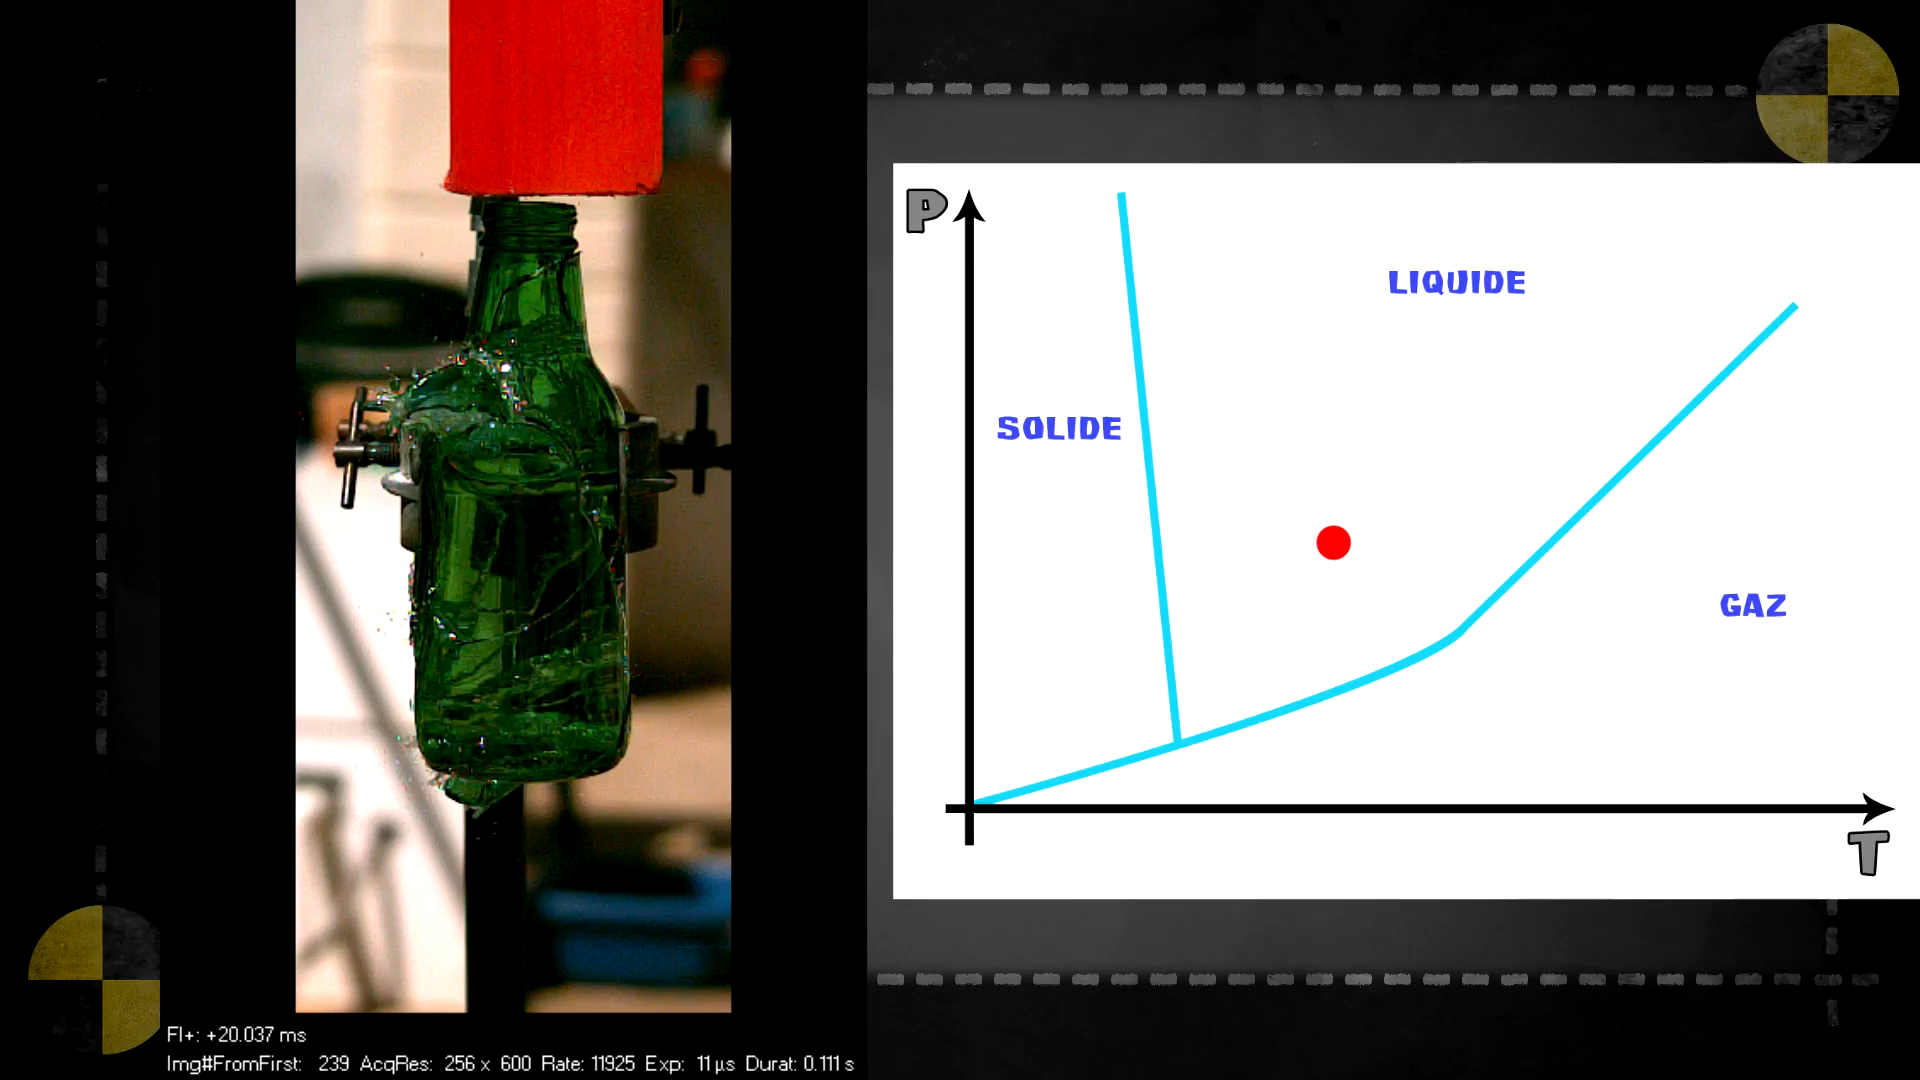 P
LIQUIDE
SOLIDE
GAZ
T
FI+: +20.037 ms
Img#FromFirst: 239 AcqRes: 256 x 600 Rate: 11925 Exp: 11 µs Durat: 0.111 s